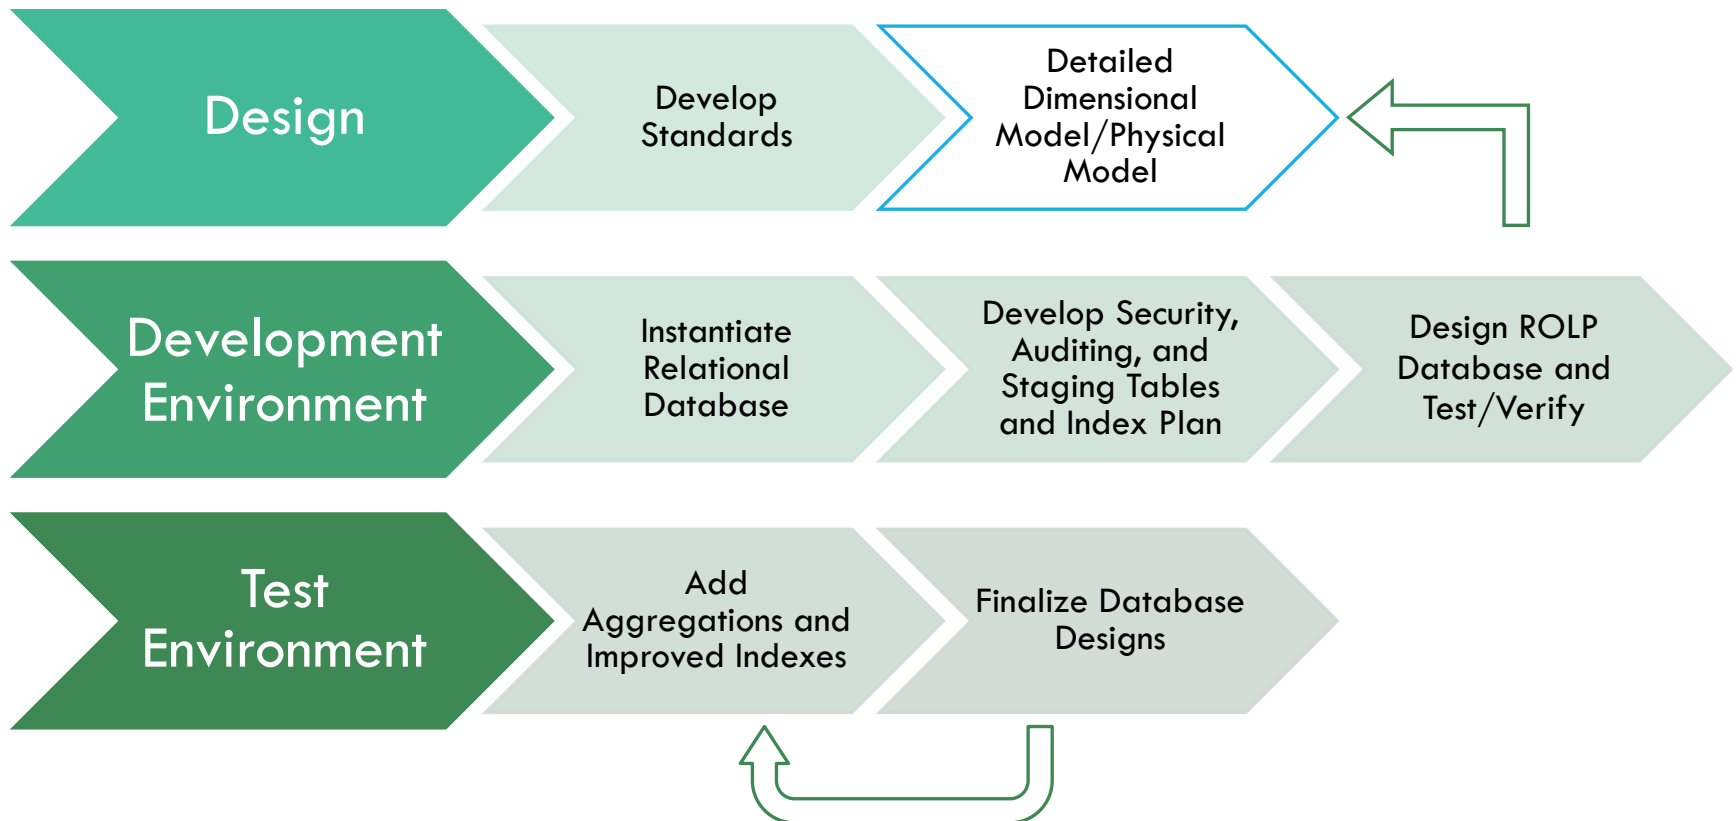 Design
Develop
Standards
Detailed
Dimensional
Model/Physical
Model
Development
Environment
Instantiate
Relational
Database
Develop Security,
Auditing, and
Staging Tables
and Index Plan
Design ROLP
Database and
Test/Verify
Test
Environment
Add
Aggregations and
Improved Indexes
Finalize Database
Designs